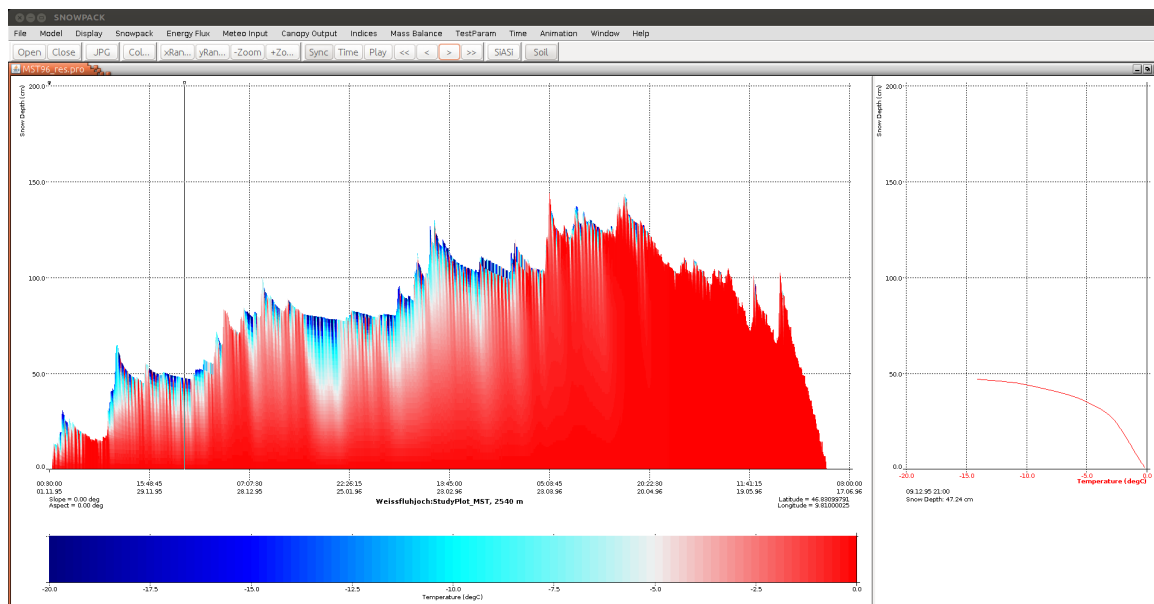 SNOWPACK
File Model Display Snowpack Energy Flux Meteo Input Canopy Output Indices Mass Balance TestParam Time Animation Window Help
Open Close JPG Col... xRan... yRan... -Zoom +Zo... Sync Time Play << < > >> SiASi Soil
MST96_res.pro
Snow Depth (cm)
200.0
150.0
100.0
50.0
0.0
00:30:00 15:48:45 07:07:30 22:26:15 18:45:00 05:03:45 20:22:30 11:41:15 03:00:00
01.11.95 29.11.95 28.12.95 25.01.96 23.02.96 23.03.96 20.04.96 19.05.96 17.06.96
Slope = 0.00 deg
Aspect = 0.00 deg
Weissfluhjoch:StudyPlot_MST, 2540 m
Latitude = 46.83099791
Longitude = 9.81000025
-20.0 -17.5 -15.0 -12.5 -10.0 -7.5 -5.0 -2.5 0.0
Temperature (degC)
Snow Depth (cm)
200.0
150.0
100.0
50.0
0.0
-20.0 -15.0 -10.0 -5.0 0.0
Temperature (degC)
09.12.95 21:00
Snow Depth: 47.24 cm